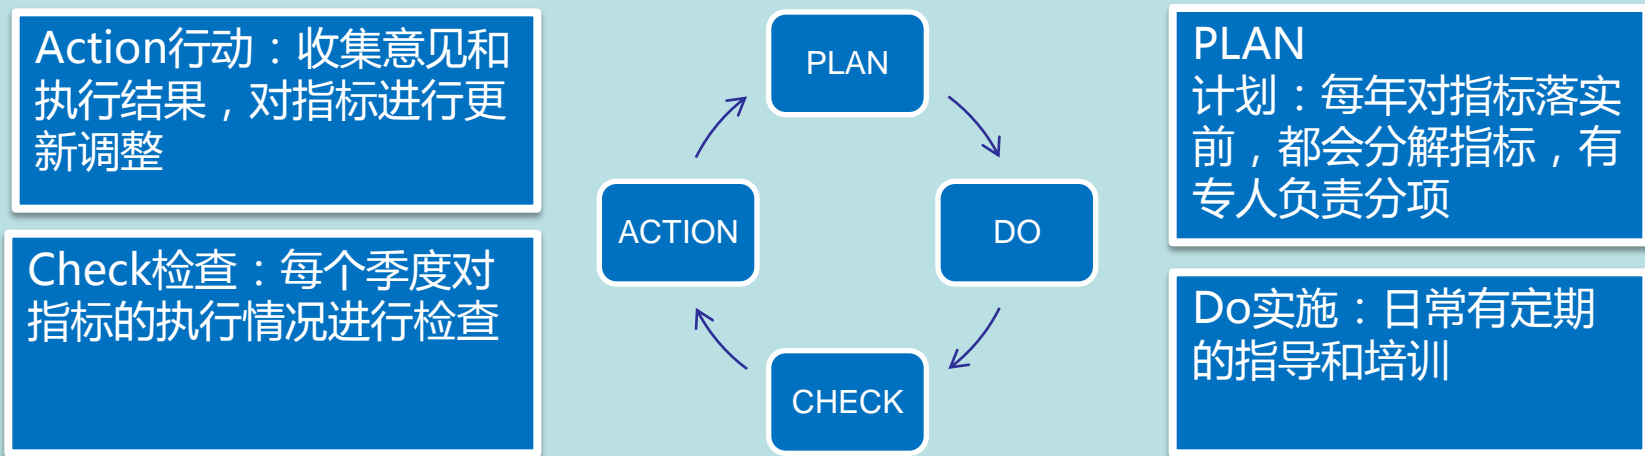 Action行动：收集意见和
执行结果，对指标进行更
新调整
Check检查：每个季度对
指标的执行情况进行检查
PLAN
DO
CHECK
ACTION
PLAN
计划：每年对指标落实
前，都会分解指标，有
专人负责分项
Do实施：日常有定期
的指导和培训